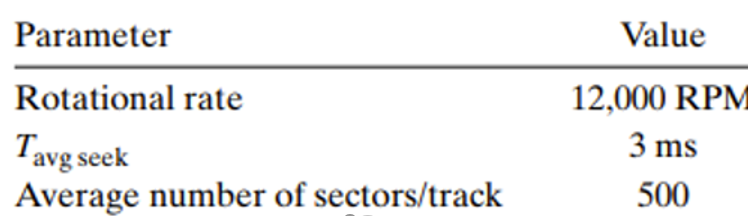 Parameter Value
Rotational rate 12,000 RPM
Tavg seek 3 ms
Average number of sectors/track 500